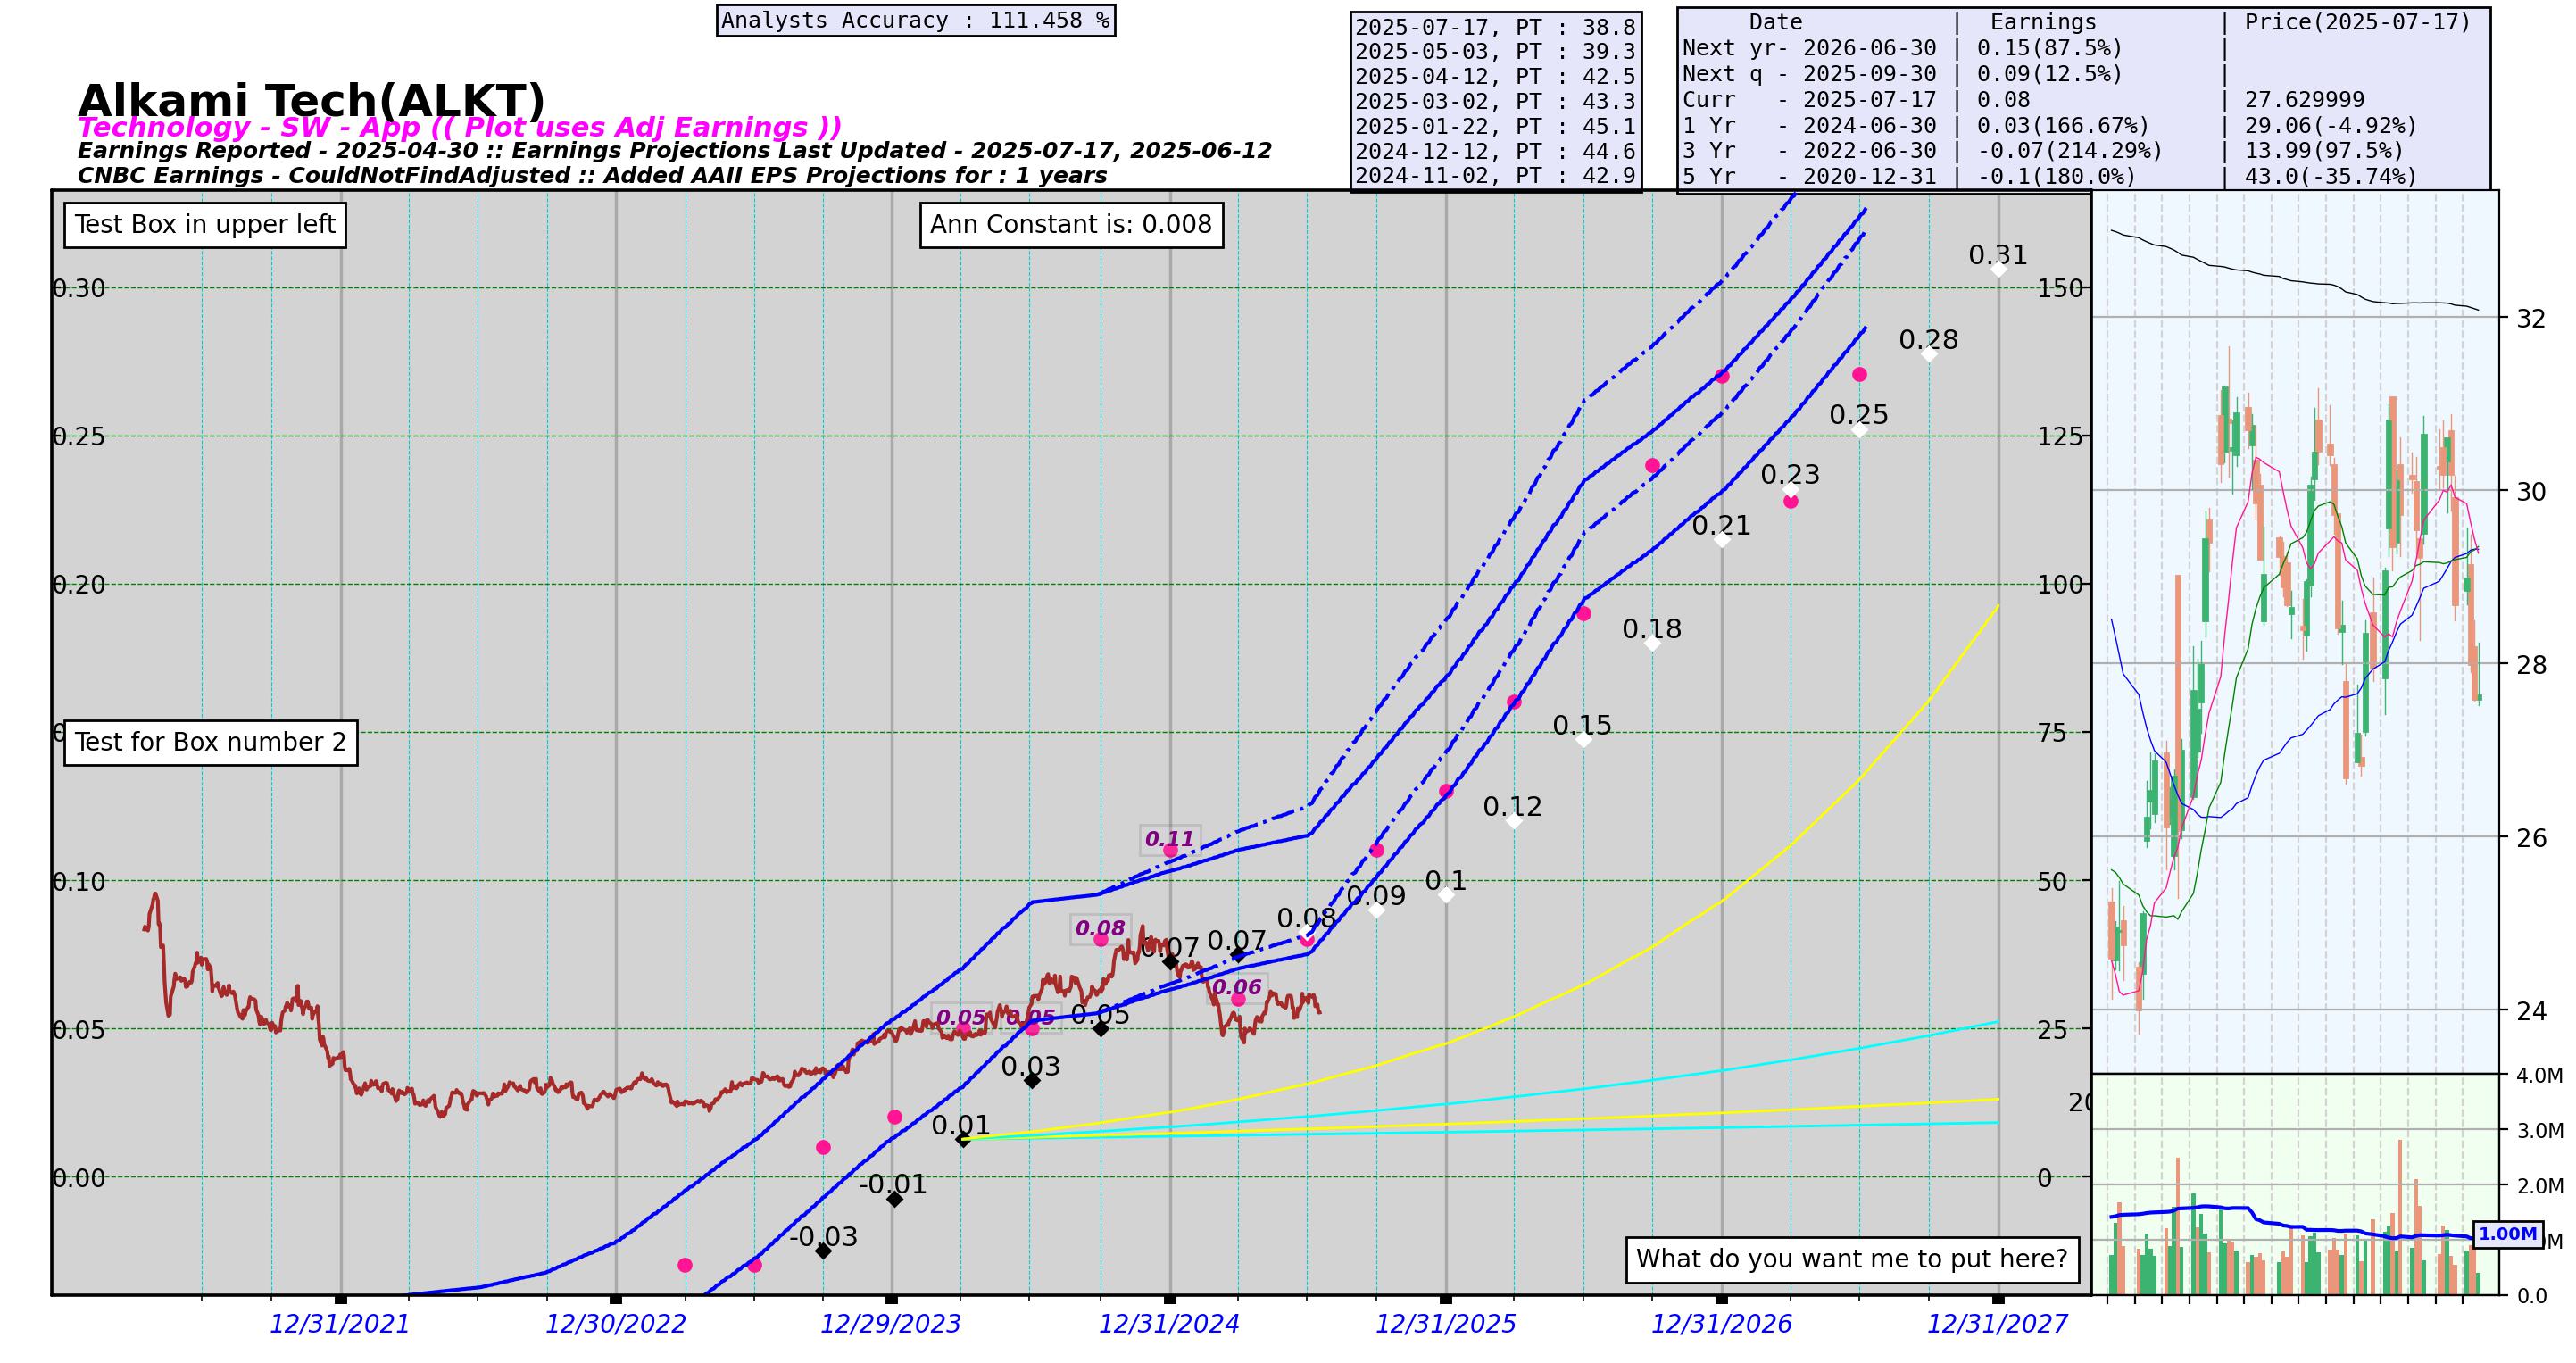 Analysts Accuracy : 111.458 %
2025-07-17, PT : 38.8
2025-05-03, PT : 39.3
2025-04-12, PT : 42.5
2025-03-02, PT : 43.3
2025-01-22, PT : 45.1
2024-12-12, PT : 44.6
2024-11-02, PT : 42.9
Date | Earnings | Price(2025-07-17)
Next yr- 2026-06-30 | 0.15(87.5%) |
Next q - 2025-09-30 | 0.09(12.5%) |
Curr - 2025-07-17 | 0.08 | 27.629999
1 Yr - 2024-06-30 | 0.03(166.67%) | 29.06(-4.92%)
3 Yr - 2022-06-30 | -0.07(214.29%) | 13.99(97.5%)
5 Yr - 2020-12-31 | -0.1(180.0%) | 43.0(-35.74%)
Alkami Tech(ALKT)
Technology - SW - App (( Plot uses Adj Earnings ))
Earnings Reported - 2025-04-30 :: Earnings Projections Last Updated - 2025-07-17, 2025-06-12
CNBC Earnings - CouldNotFindAdjusted :: Added AAII EPS Projections for : 1 years
Test Box in upper left
Ann Constant is: 0.008
0.30
0.25
0.20
Test for Box number 2
0.10
0.05
0.00
-0.03
-0.01
0.01
0.03
0.05
0.07
0.07
0.08
0.09
0.1
0.12
0.15
0.18
0.21
0.23
0.25
0.28
0.31
0.05
0.05
0.08
0.11
0.06
150
125
100
75
50
25
0
What do you want me to put here?
12/31/2021
12/30/2022
12/29/2023
12/31/2024
12/31/2025
12/31/2026
12/31/2027
32
30
28
26
24
4.0M
3.0M
2.0M
1.00M
0.0